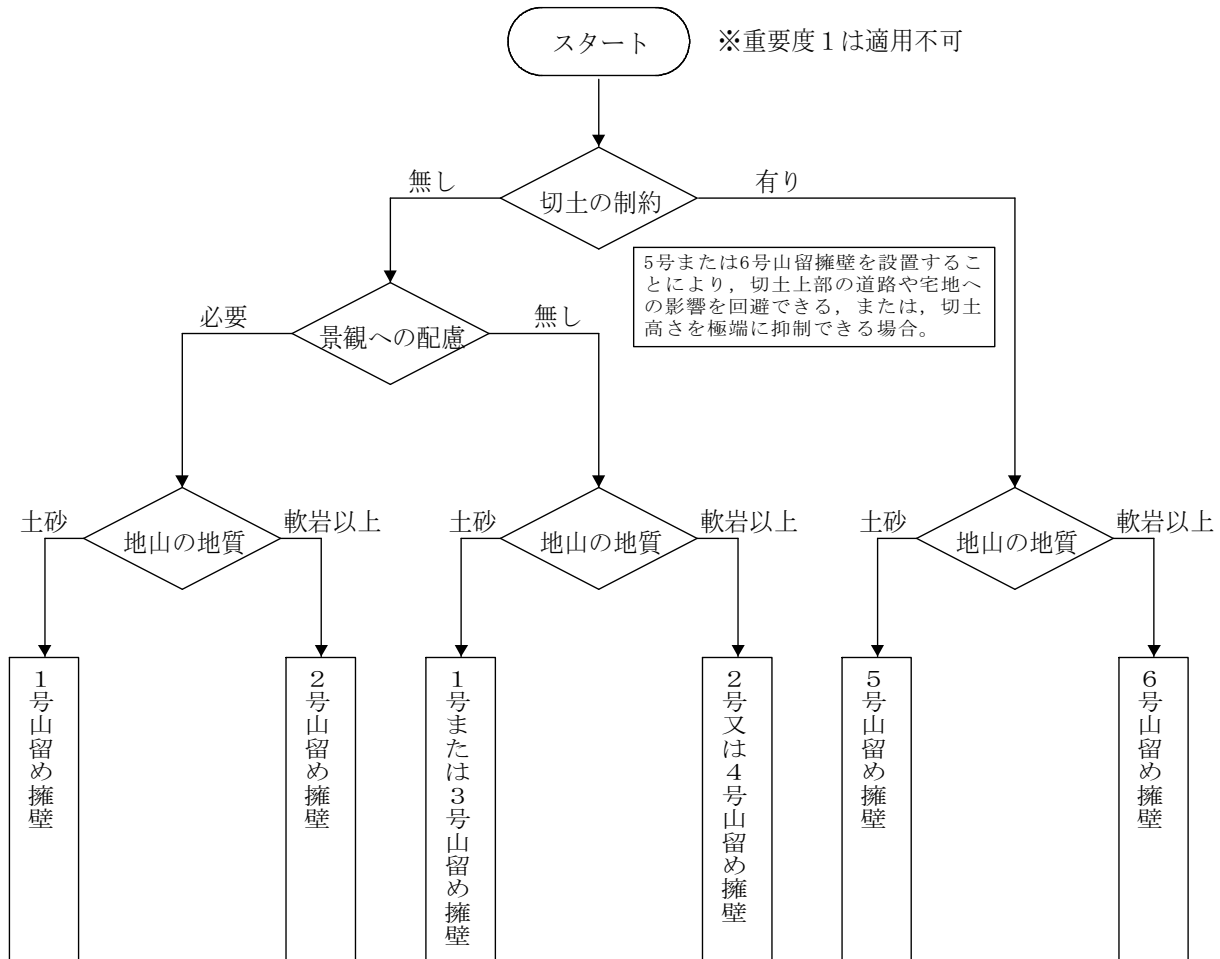 スタート
※重要度１は適用不可
無し
切土の制約
有り
5号または6号山留擁壁を設置するこ
とにより，切土上部の道路や宅地へ
の影響を回避できる，または，切土
高さを極端に抑制できる場合。
必要
景観への配慮
無し
土砂
地山の地質
軟岩以上
土砂
地山の地質
軟岩以上
土砂
地山の地質
軟岩以上
１号山留め擁壁
２号山留め擁壁
１号または３号山留め擁壁
２号又は４号山留め擁壁
５号山留め擁壁
６号山留め擁壁